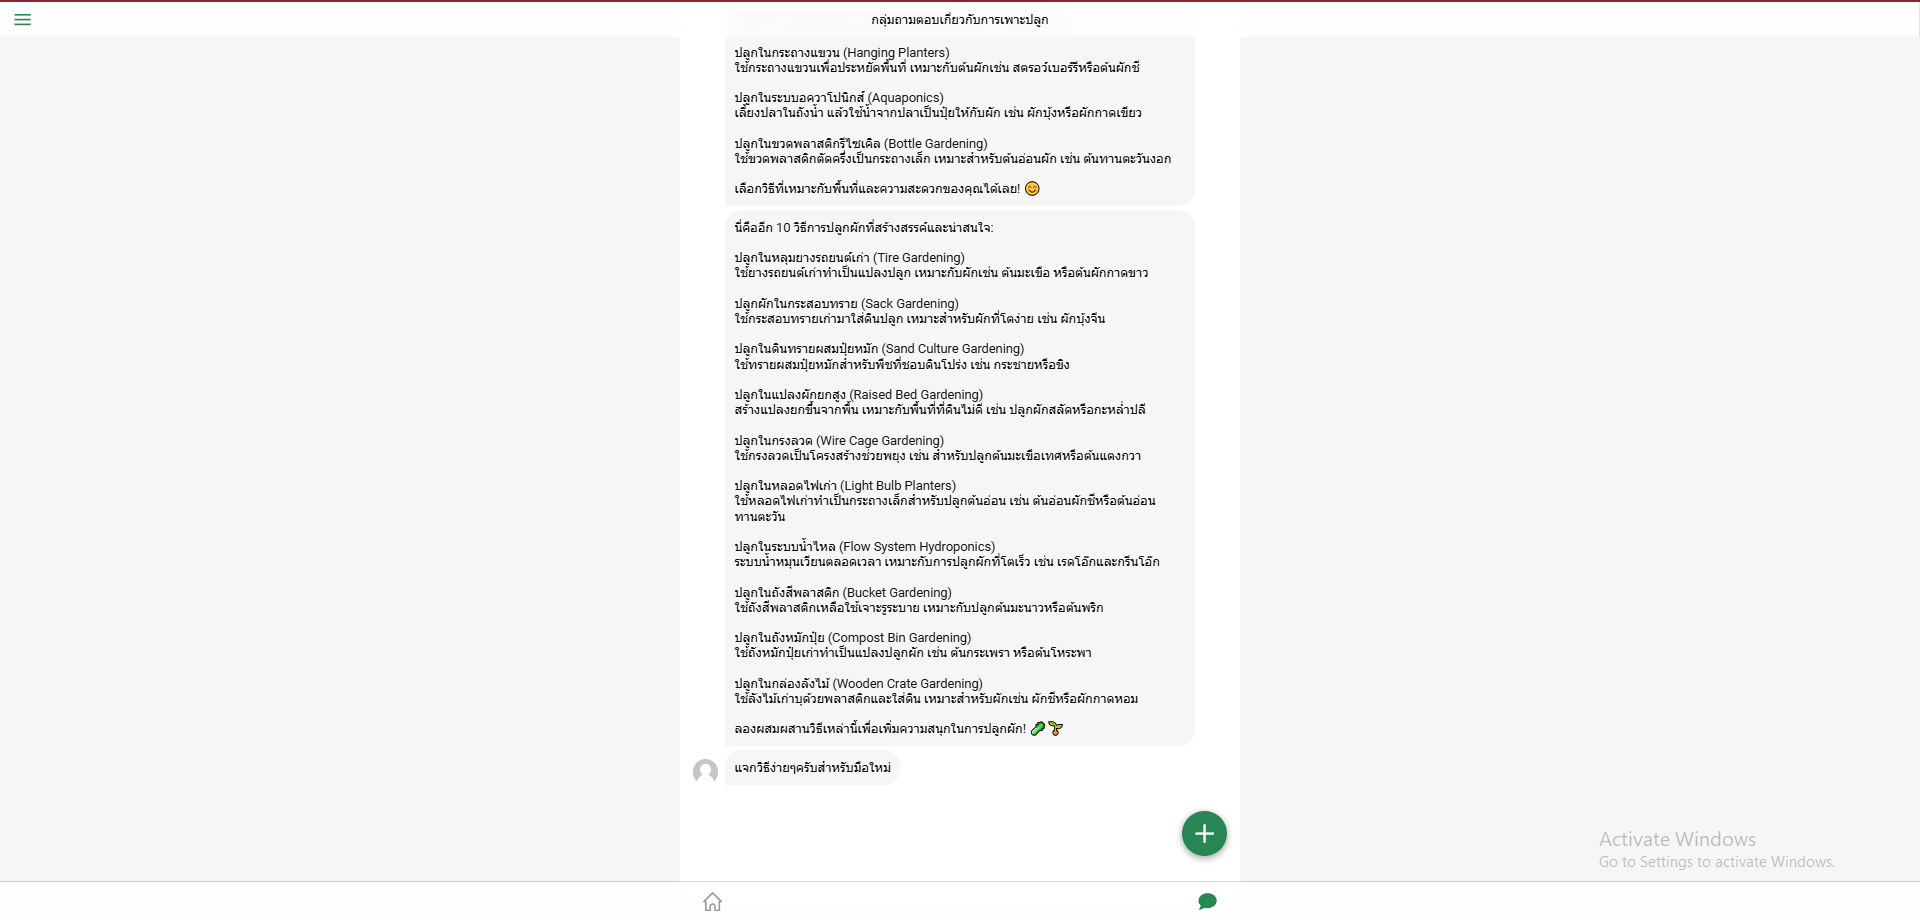 กลุ่มถามตอบเกี่ยวกับการเพาะปลูก
ปลูกในกระถางแขวน (Hanging Planters)
ใช้กระถางแขวนเพื่อประหยัดพื้นที่ เหมาะกับต้นผักเช่น สตรอว์เบอร์รีหรือต้นผักชี
ปลูกในระบบอควาโปนิกส์ (Aquaponics)
เลี้ยงปลาในถังน้ำ แล้วใช้น้ำจากปลาเป็นปุ๋ยให้กับผัก เช่น ผักบุ้งหรือผักกาดเขียว
ปลูกในขวดพลาสติกรีไซเคิล (Bottle Gardening)
ใช้ขวดพลาสติกตัดครึ่งเป็นกระถางเล็ก เหมาะสำหรับต้นอ่อนผัก เช่น ต้นทานตะวันงอก
เลือกวิธีที่เหมาะกับพื้นที่และความสะดวกของคุณได้เลย! 😊
นี่คืออีก 10 วิธีการปลูกผักที่สร้างสรรค์และน่าสนใจ:
ปลูกในหลุมยางรถยนต์เก่า (Tire Gardening)
ใช้ยางรถยนต์เก่าทำเป็นแปลงปลูก เหมาะกับผักเช่น ต้นมะเขือ หรือต้นผักกาดขาว
ปลูกผักในกระสอบทราย (Sack Gardening)
ใช้กระสอบทรายเก่ามาใส่ดินปลูก เหมาะสำหรับผักที่โตง่าย เช่น ผักบุ้งจีน
ปลูกในดินทรายผสมปุ๋ยหมัก (Sand Culture Gardening)
ใช้ทรายผสมปุ๋ยหมักสำหรับพืชที่ชอบดินโปร่ง เช่น กระชายหรือขิง
ปลูกในแปลงผักยกสูง (Raised Bed Gardening)
สร้างแปลงยกขึ้นจากพื้น เหมาะกับพื้นที่ที่ดินไม่ดี เช่น ปลูกผักสลัดหรือกะหล่ำปลี
ปลูกในกรงลวด (Wire Cage Gardening)
ใช้กรงลวดเป็นโครงสร้างช่วยพยุง เช่น สำหรับปลูกต้นมะเขือเทศหรือต้นแตงกวา
ปลูกในหลอดไฟเก่า (Light Bulb Planters)
ใช้หลอดไฟเก่าทำเป็นกระถางเล็กสำหรับปลูกต้นอ่อน เช่น ต้นอ่อนผักชีหรือต้นอ่อน
ทานตะวัน
ปลูกในระบบน้ำไหล (Flow System Hydroponics)
ระบบน้ำหมุนเวียนตลอดเวลา เหมาะกับการปลูกผักที่โตเร็ว เช่น เรดโอ๊กและกรีนโอ๊ก
ปลูกในถังสีพลาสติก (Bucket Gardening)
ใช้ถังสีพลาสติกเหลือใช้เจาะรูระบาย เหมาะกับปลูกต้นมะนาวหรือต้นพริก
ปลูกในถังหมักปุ๋ย (Compost Bin Gardening)
ใช้ถังหมักปุ๋ยเก่าทำเป็นแปลงปลูกผัก เช่น ต้นกระเพรา หรือต้นโหระพา
ปลูกในกล่องลังไม้ (Wooden Crate Gardening)
ใช้ลังไม้เก่าบุด้วยพลาสติกและใส่ดิน เหมาะสำหรับผักเช่น ผักชีหรือผักกาดหอม
ลองผสมผสานวิธีเหล่านี้เพื่อเพิ่มความสนุกในการปลูกผัก! 🥒🌱
แจกวิธีง่ายๆครับสำหรับมือใหม่
Activate Windows
Go to Settings to activate Windows.